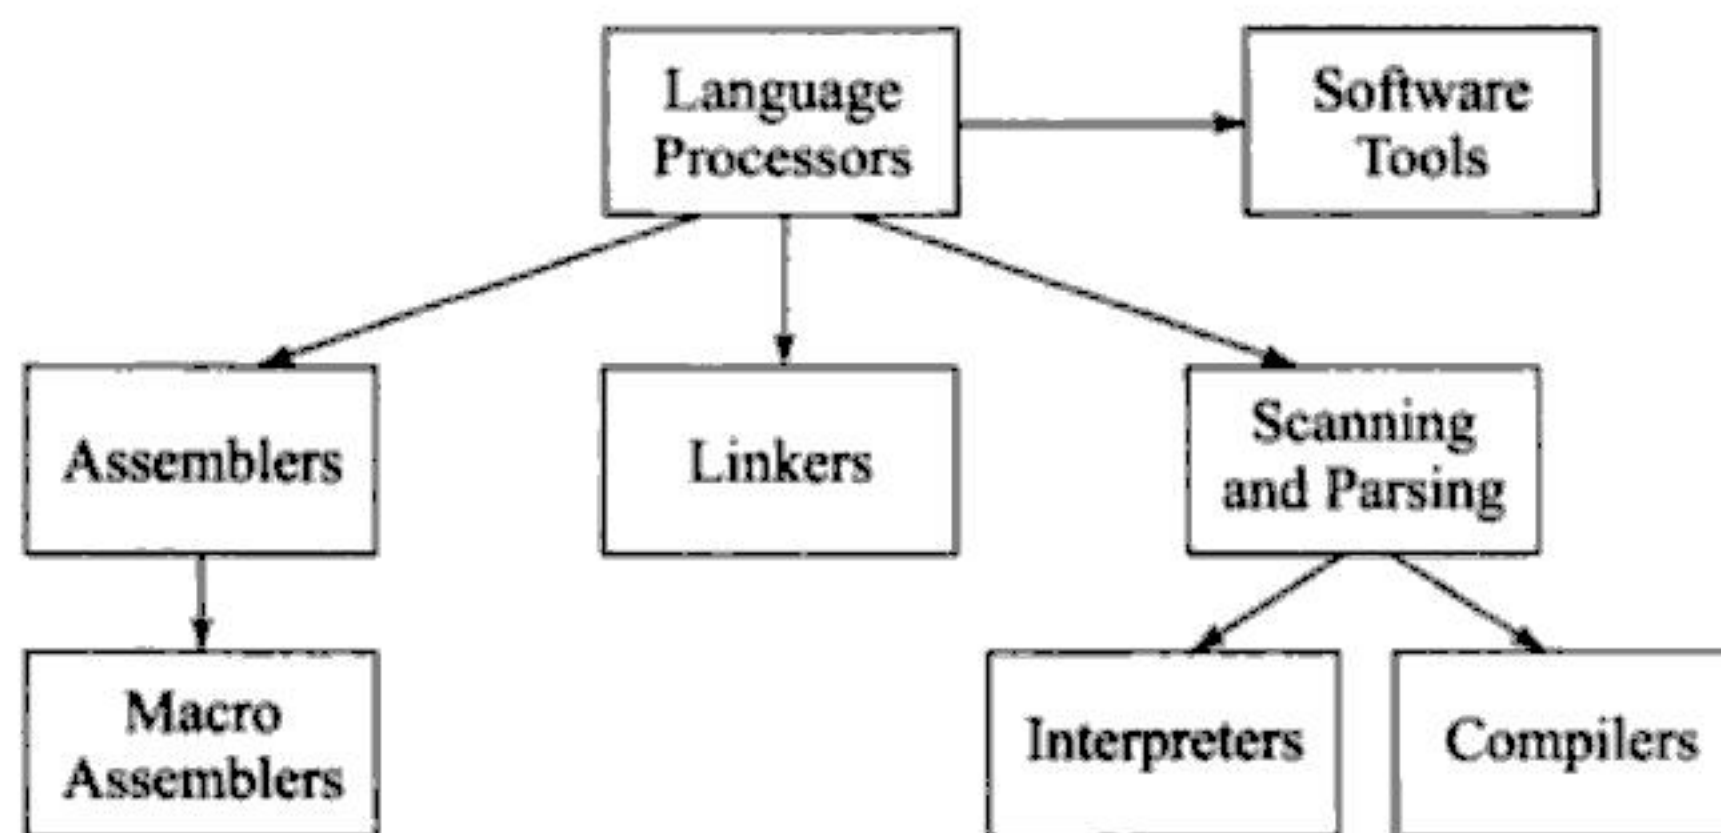 Language
Processors
Software
Tools
Assemblers
Linkers
Scanning
and Parsing
Macro
Assemblers
Interpreters
Compilers